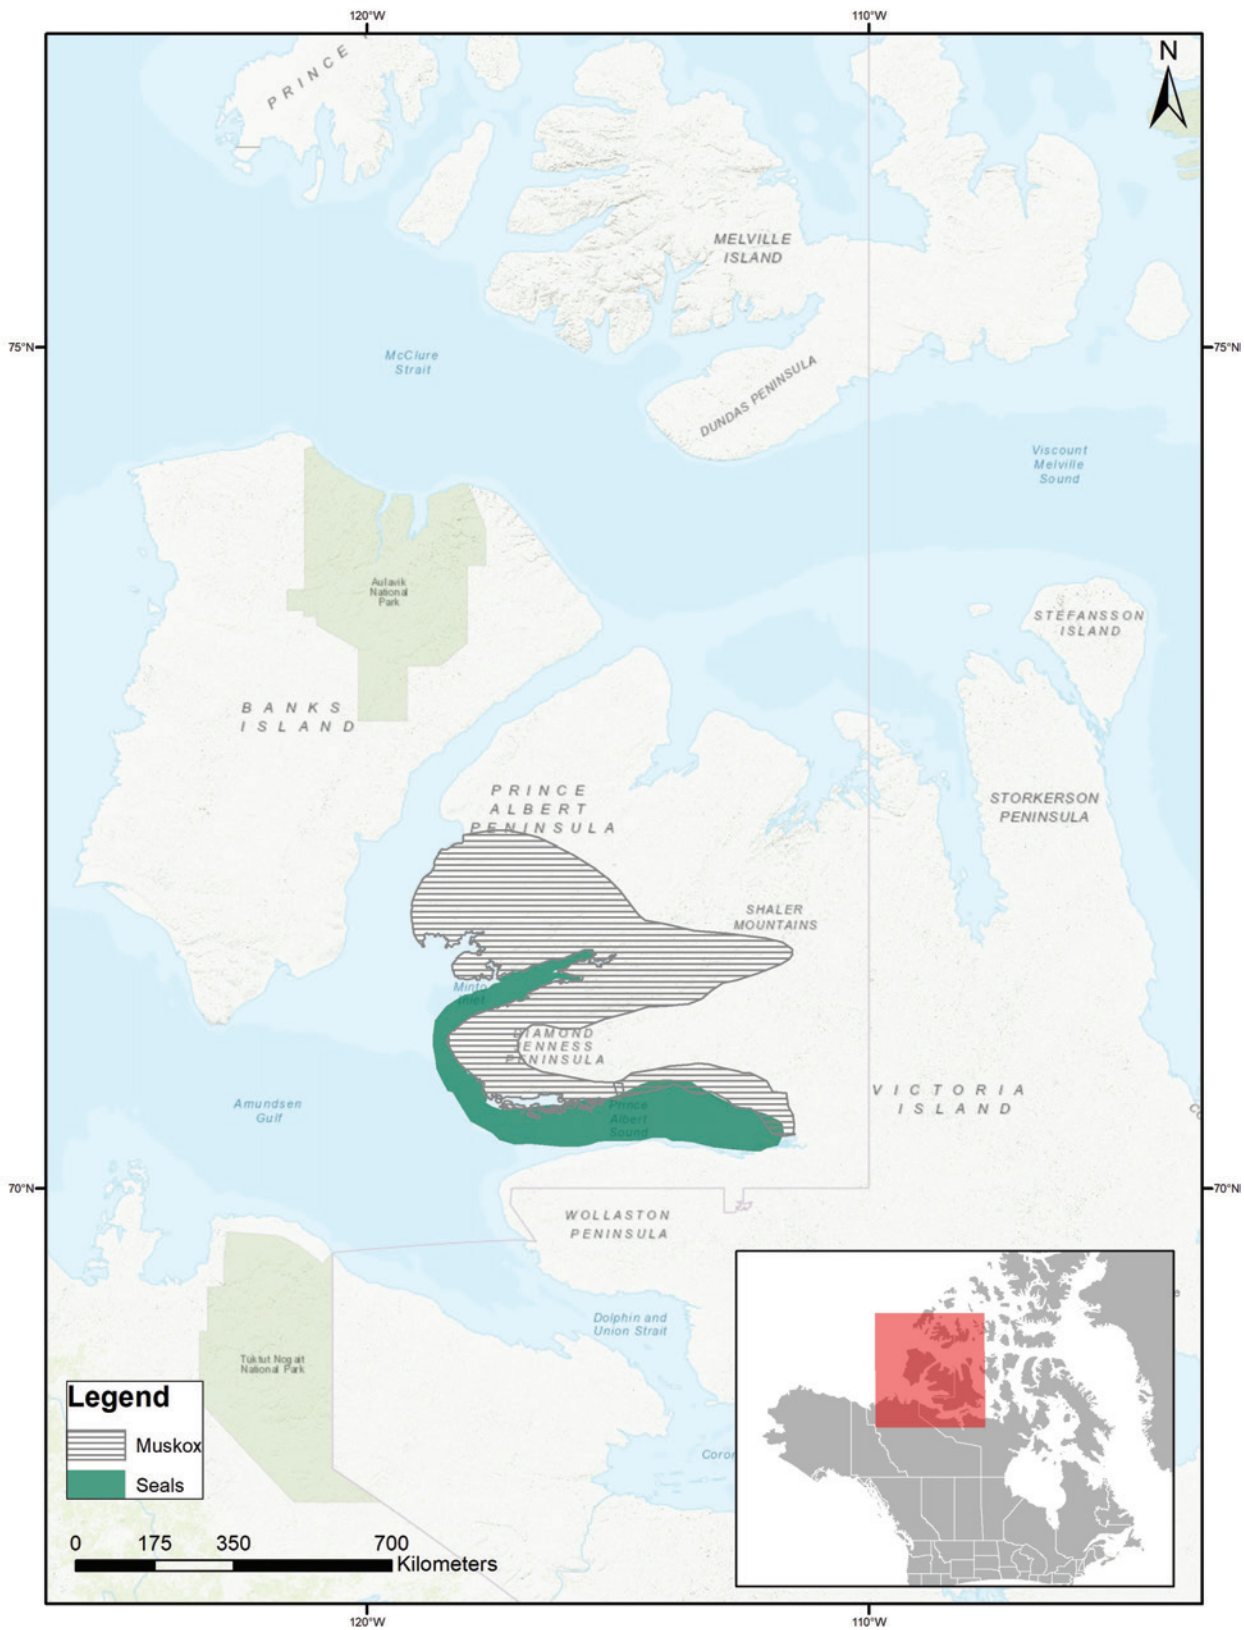 120°W
110°W
N
PRINCE
MELVILLE
ISLAND
75°N
75°N
McClure
Strait
DUNDAS PENINSULA
Viscount
Melville
Sound
Aulavik
National
Park
STEFANSSON
ISLAND
BANKS
ISLAND
PRINCE
ALBERT
PENINSULA
STORKERSON
PENINSULA
SHALER
MOUNTAINS
Minto
Inlet
DIAMOND
JENNESS
PENINSULA
VICTORIA
ISLAND
Amundsen
Gulf
Prince
Albert
Sound
70°N
70°N
WOLLASTON
PENINSULA
Dolphin and
Union Strait
Tuktut Nogait
National Park
Legend
Muskox
Seals
Coron
0 175 350 700
Kilometers
120°W
110°W